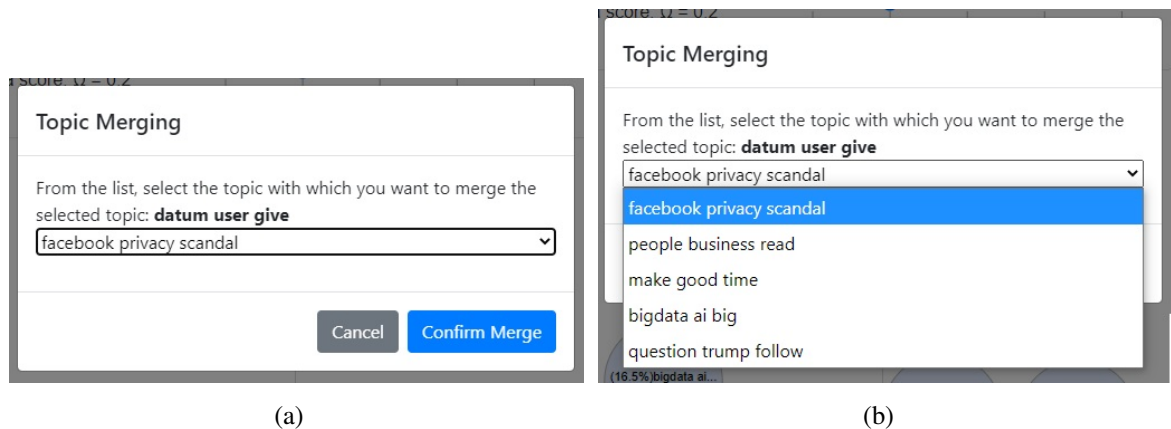 score, Ω = 0.2
Topic Merging
From the list, select the topic with which you want to merge the
selected topic: datum user give
facebook privacy scandal
Cancel
Confirm Merge
(a)
score, Ω = 0.2
Topic Merging
From the list, select the topic with which you want to merge the
selected topic: datum user give
facebook privacy scandal
facebook privacy scandal
people business read
make good time
bigdata ai big
question trump follow
(16.5%)bigdata ai...
(b)